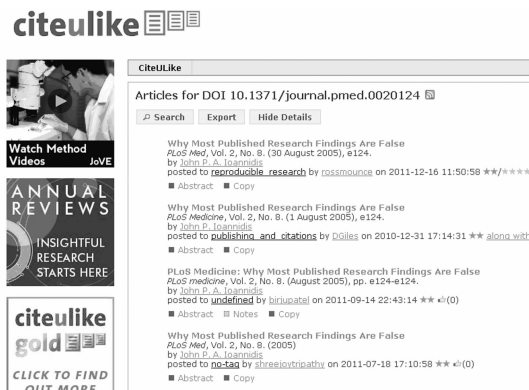 citeulike
CiteULike
Articles for DOI 10.1371/journal.pmed.0020124
Search Export Hide Details
Why Most Published Research Findings Are False
PLoS Med, Vol. 2, No. 8. (30 August 2005), e124.
by John P. A. Ioannidis
posted to reproducible_research by rossmounce on 2011-12-16 11:50:58 ★★/★★★★
Abstract Copy
Why Most Published Research Findings Are False
PLoS Medicine, Vol. 2, No. 8. (1 August 2005), e124.
by John P. A. Ioannidis
posted to publishing_and_citations by DGiles on 2010-12-31 17:14:31 ★★ along with
Abstract Copy
PLoS Medicine: Why Most Published Research Findings Are False
PLoS medicine, Vol. 2, No. 8. (August 2005), pp. e124-e124.
by John P. A. Ioannidis
posted to undefined by birjupatel on 2011-09-14 22:43:14 ★★ (0)
Abstract Notes Copy
Why Most Published Research Findings Are False
PLoS Med, Vol. 2, No. 8. (2005)
by John P. A. Ioannidis
posted to no-tag by shreejoytripathy on 2011-07-18 17:10:58 ★★ (0)
Abstract Copy
Watch Method
Videos JoVE
ANNUAL
REVIEWS
INSIGHTFUL
RESEARCH
STARTS HERE
citeulike
gold
CLICK TO FIND
OUT MORE